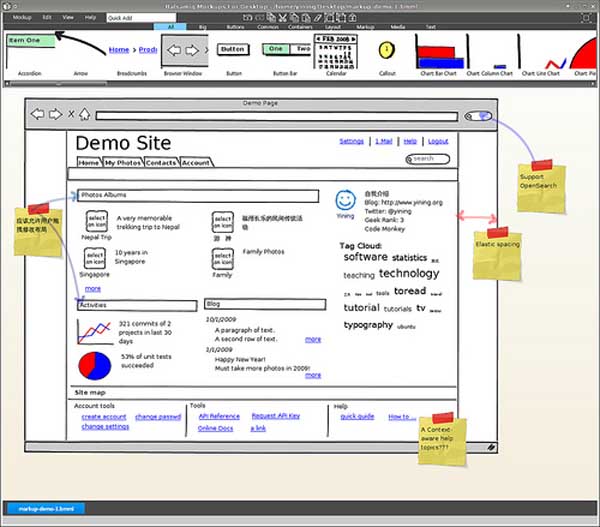 Balsamiq Mockups For Desktop - /home/yining/Desktop/markup-demo-1.bmml
Mockup Edit View Help Quick Add
All Big Buttons Common Containers Layout Markup Media Text
Item One
Home > Produ
Button
One Two
FEB 2008
S M T W T F S
2
Accordion Arrow Breadcrumbs Browser Window Button Button Bar Calendar Callout Chart: Bar Chart Chart: Column Chart Chart: Line Chart Chart: Pie
Demo Page
Demo Site
Settings 1 Mail Help Logout
Home My Photos Contacts Account
search
Support OpenSearch
Photos Albums
select an icon
A very memorable trekking trip to Nepal
Nepal Trip
select an icon
福州长乐的民间传统活动
游 神
select an icon
10 years in Singapore
Singapore
select an icon
Family Photos
Family
more
Yining
自我介绍
Blog: http://www.yining.org
Twitter: @yining
Geek Rank: 3
Code Monkey
应该允许用户拖拽修改布局
Elastic spacing
Tag Cloud:
software statistics
teaching technology
tools toread
tutorial tutorials tv
typography ubuntu
Activities
321 commits of 2 projects in last 30 days
53% of unit tests succeeded
Blog
10/1/2009
A paragraph of text.
A second row of text.
more
1/1/2009
Happy New Year!
Must take more photos in 2009!
more
Site map
Account tools
create account change passwd
change settings
Tools
API Reference Request API Key
Online Docs a link
Help
quick guide How to ...
A Context-
aware help
topics???
markup-demo-1.bmml